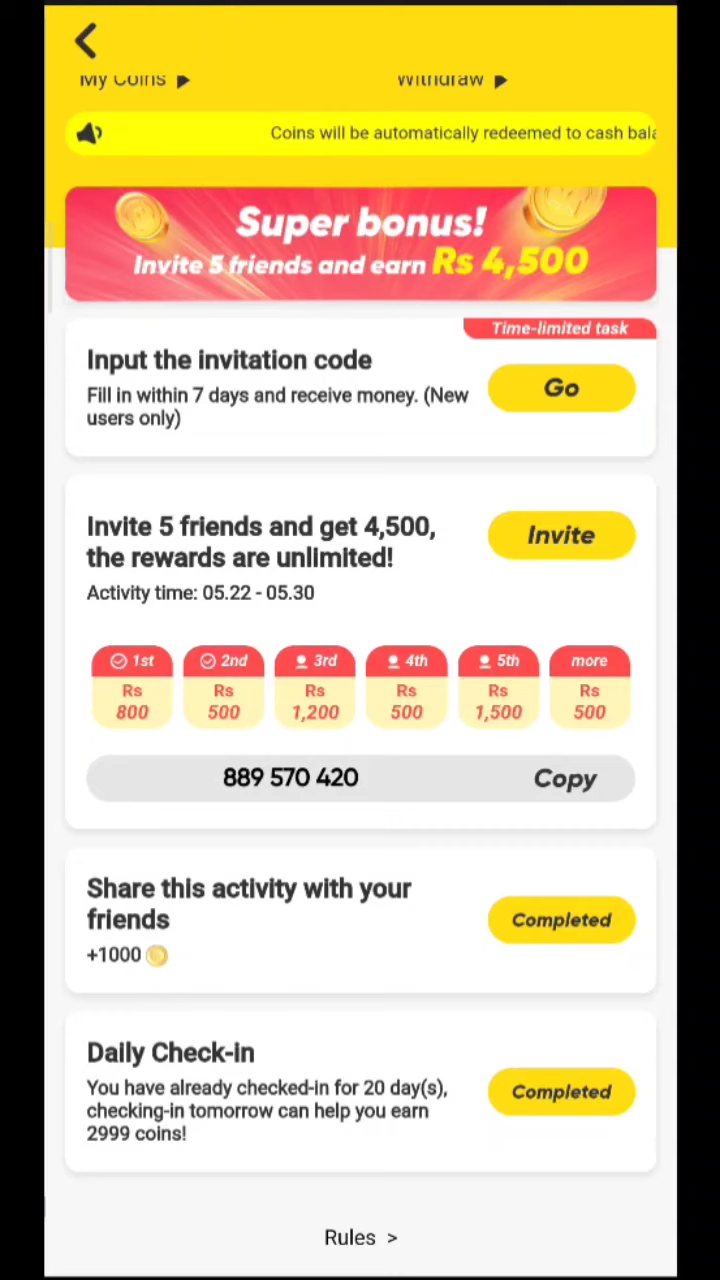 My Coins
Withdraw
Coins will be automatically redeemed to cash
Super bonus!
Invite 5 friends and earn Rs 4,500
Time-limited task
Input the invitation code
Fill in within 7 days and receive money. (New
users only)
Go
Invite 5 friends and get 4,500,
the rewards are unlimited!
Invite
Activity time: 05.22 - 05.30
1st 2nd 3rd 4th 5th more
Rs Rs Rs Rs Rs Rs
800 500 1,200 500 1,500 500
889 570 420 Copy
Share this activity with your
friends
Completed
+1000
Daily Check-in
You have already checked-in for 20 day(s),
checking-in tomorrow can help you earn
2999 coins!
Completed
Rules >